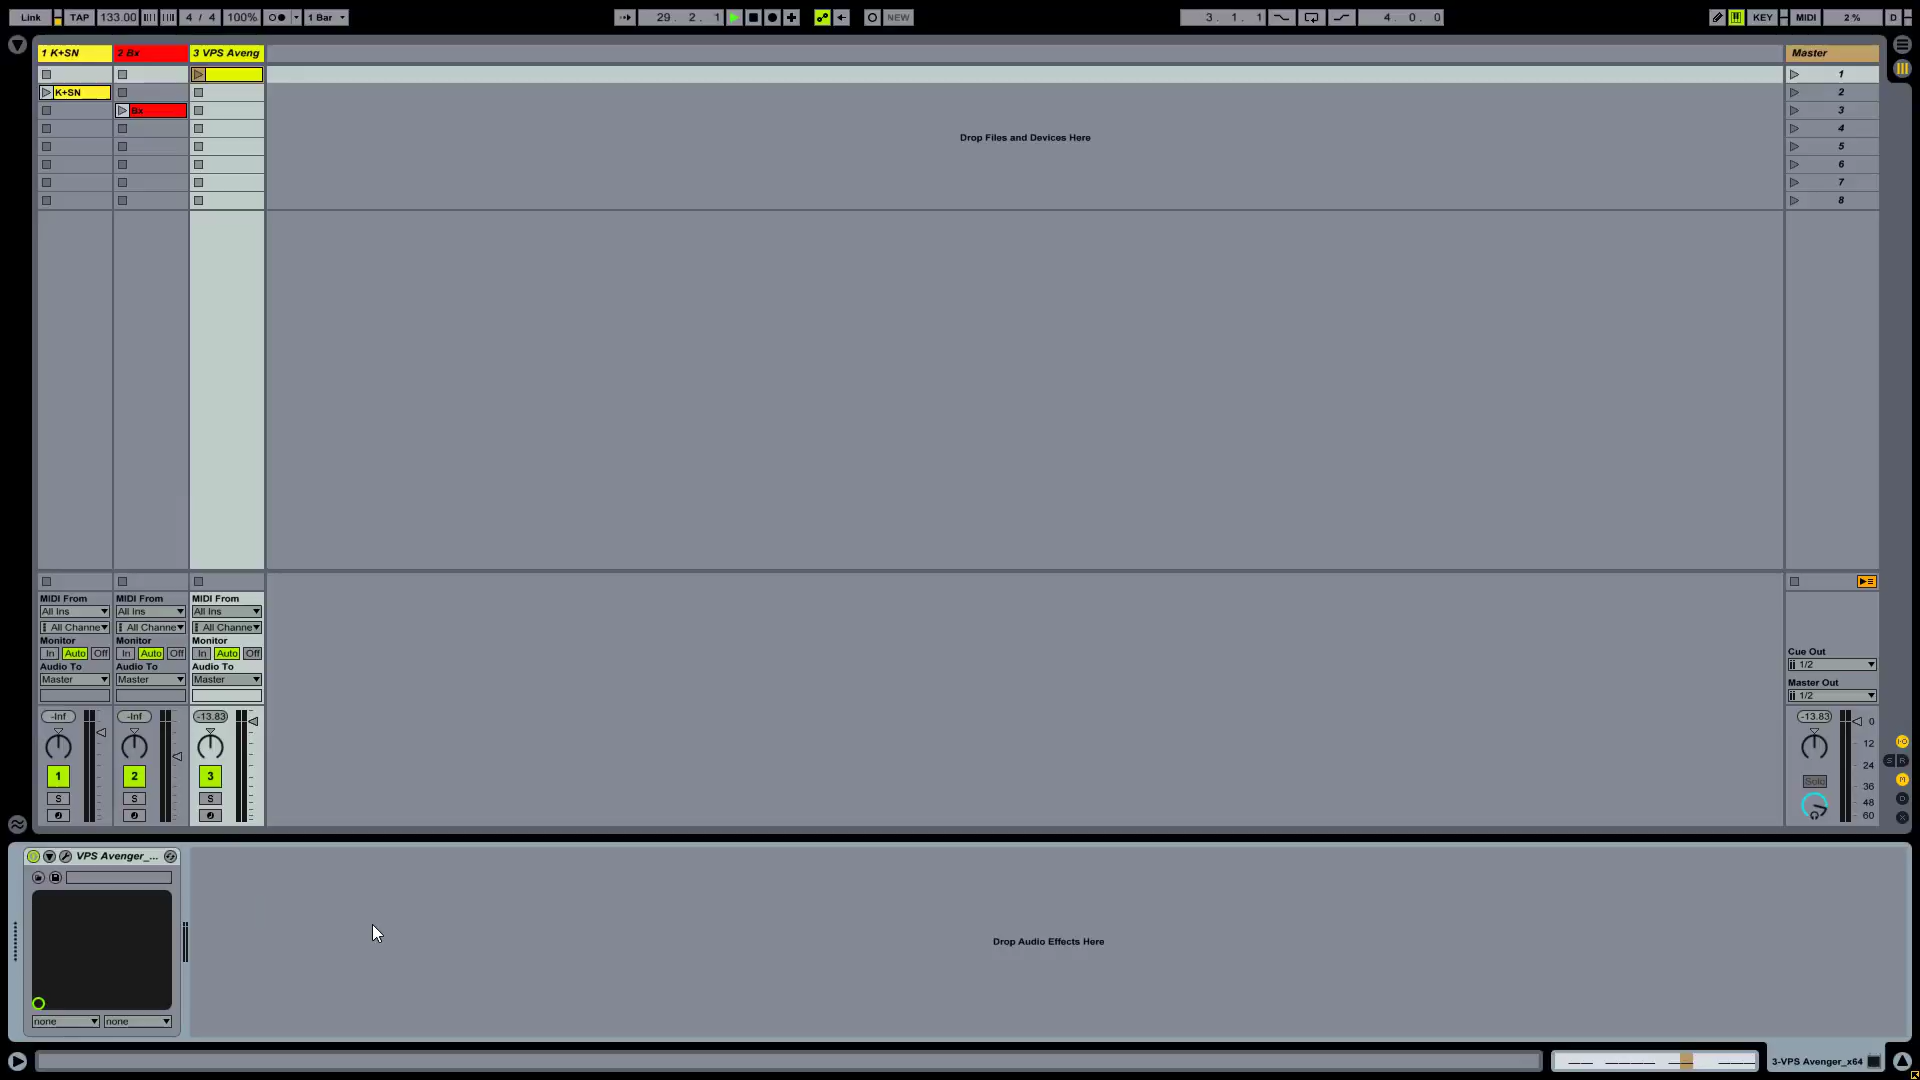 Link TAP 133.00 4 / 4 100% 1 Bar 29. 2. 1 NEW 3. 1. 1 4. 0. 0 KEY MIDI 2 % D
1 K+SN 2 Bx 3 VPS Aveng Master
1
K+SN 2
Bx 3
Drop Files and Devices Here
4
5
6
7
8
MIDI From MIDI From MIDI From
All Ins All Ins All Ins
All Channe All Channe All Channe
Monitor Monitor Monitor
In Auto Off In Auto Off In Auto Off
Cue Out
Audio To Audio To Audio To
1/2
Master Master Master
Master Out
1/2
-Inf -Inf -13.83 -13.83 0
12
24
1 2 3 Solo 36
S S S 48
60
S R
VPS Avenger_...
Drop Audio Effects Here
none none
3-VPS Avenger_x64